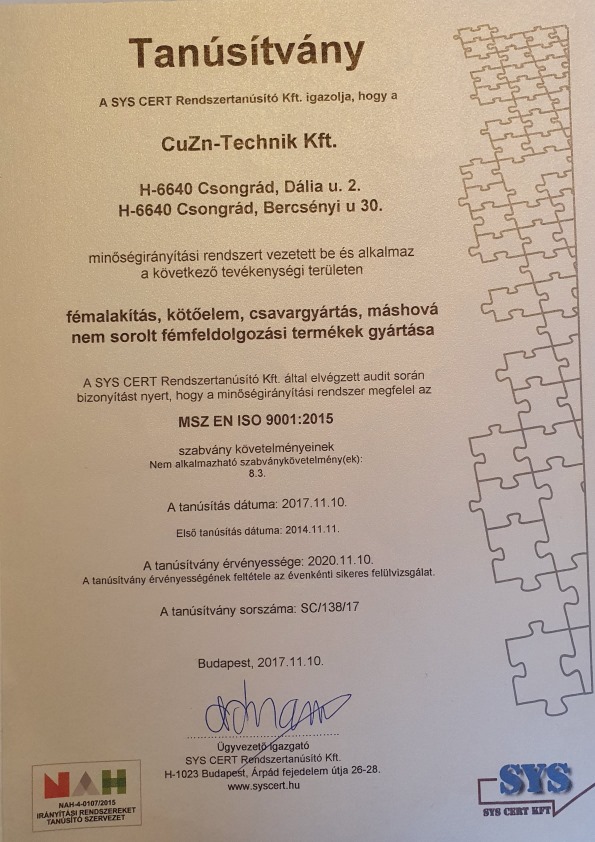 Tanúsítvány
A SYS CERT Rendszertanúsító Kft. igazolja, hogy a
CuZn-Technik Kft.
H-6640 Csongrád, Dália u. 2.
H-6640 Csongrád, Bercsényi u 30.
minőségirányítási rendszert vezetett be és alkalmaz
a következő tevékenységi területen
fémalakítás, kötőelem, csavargyártás, máshová
nem sorolt fémfeldolgozási termékek gyártása
A SYS CERT Rendszertanúsító Kft. által elvégzett audit során
bizonyítást nyert, hogy a minőségirányítási rendszer megfelel az
MSZ EN ISO 9001:2015
szabvány követelményeinek
Nem alkalmazható szabványkövetelmény(ek):
8.3.
A tanúsítás dátuma: 2017.11.10.
Első tanúsítás dátuma: 2014.11.11.
A tanúsítvány érvényessége: 2020.11.10.
A tanúsítvány érvényességének feltétele az évenkénti sikeres felülvizsgálat.
A tanúsítvány sorszáma: SC/138/17
Budapest, 2017.11.10.
Ügyvezető Igazgató
SYS CERT Rendszertanúsító Kft.
H-1023 Budapest, Árpád fejedelem útja 26-28.
www.syscert.hu
NAH
NAH-4-0107/2015
IRÁNYÍTÁSI RENDSZEREKET
TANÚSÍTÓ SZERVEZET
SYS
SYS CERT KFT